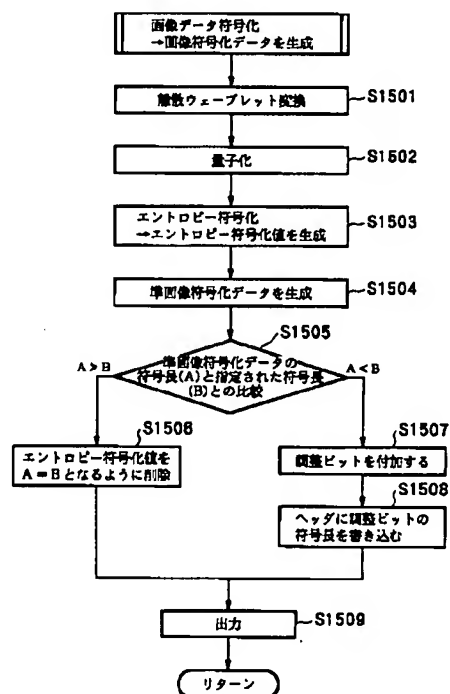 画像データ符号化
→画像符号化データを生成
離散ウェーブレット変換
S1501
量子化
S1502
エントロピー符号化
→エントロピー符号化値を生成
S1503
準画像符号化データを生成
S1504
S1505
準画像符号化データの
符号長(A)と指定された符号長
(B)との比較
A≧B
A<B
S1506
エントロピー符号化値を
A=Bとなるように削除
S1507
調整ビットを付加する
S1508
ヘッダに調整ビットの
符号長を書き込む
出力
S1509
リターン